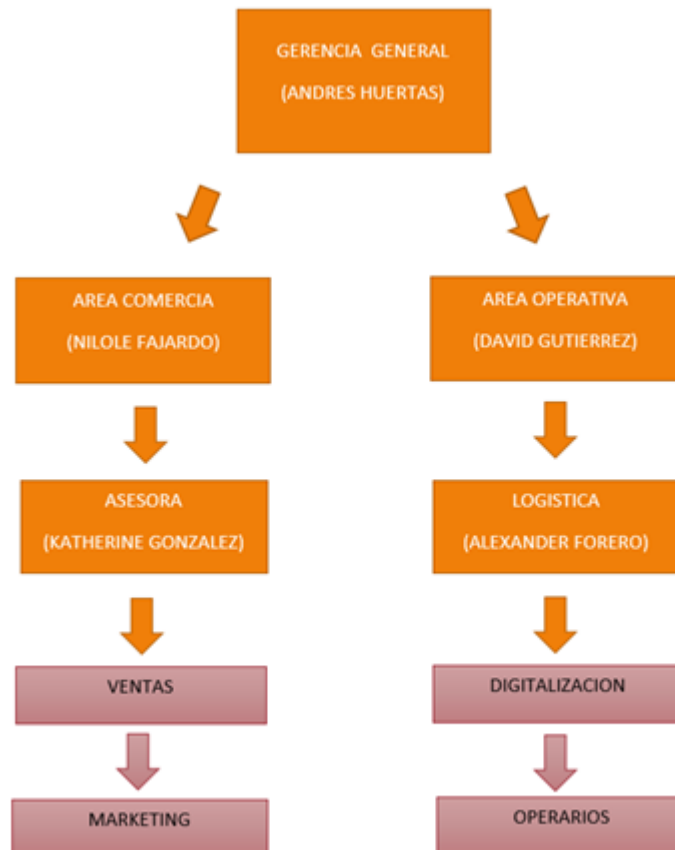 GERENCIA GENERAL
(ANDRES HUERTAS)
AREA COMERCIA
(NILOLE FAJARDO)
AREA OPERATIVA
(DAVID GUTIERREZ)
ASESORA
(KATHERINE GONZALEZ)
LOGISTICA
(ALEXANDER FORERO)
VENTAS
DIGITALIZACION
MARKETING
OPERARIOS